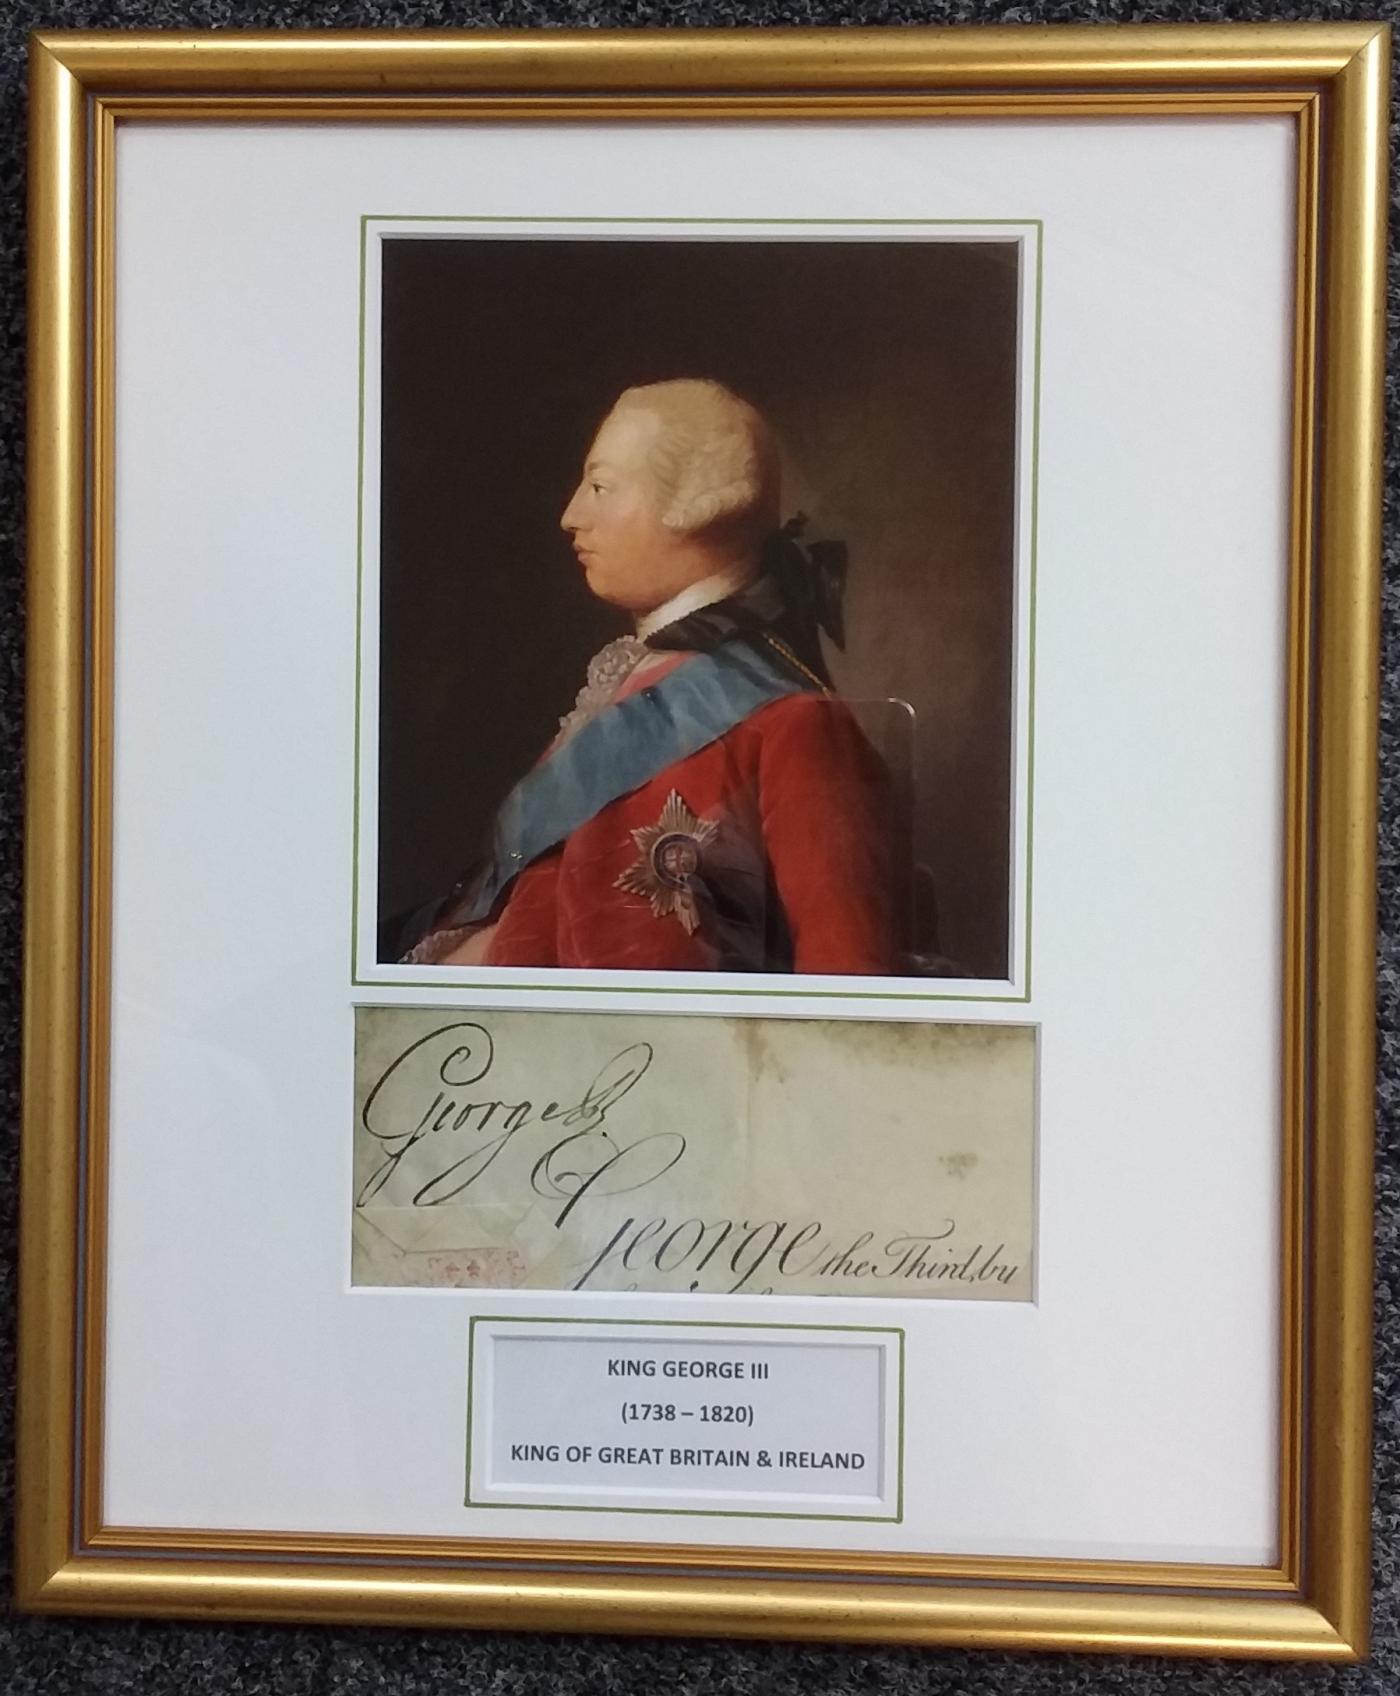 George R
George the Third, by
KING GEORGE III
(1738 – 1820)
KING OF GREAT BRITAIN & IRELAND